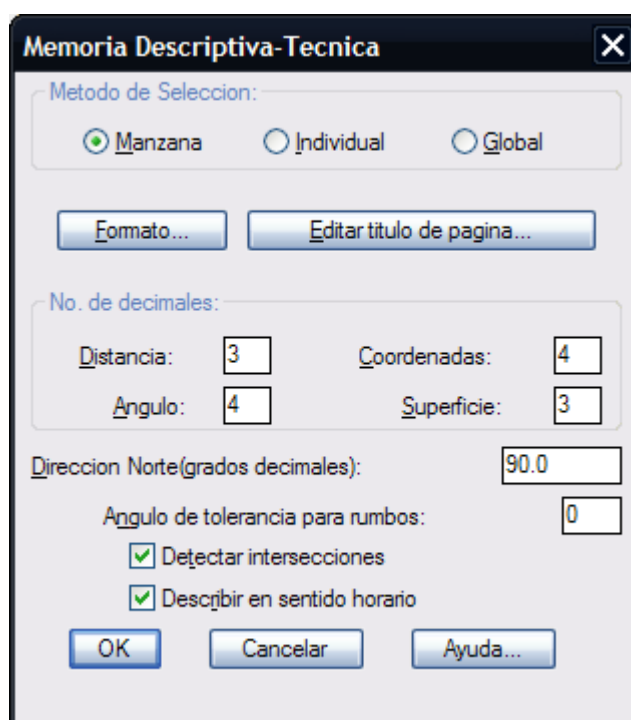 Memoria Descriptiva-Tecnica
Metodo de Seleccion:
Manzana Individual Global
Formato... Editar titulo de pagina...
No. de decimales:
Distancia: 3 Coordenadas: 4
Angulo: 4 Superficie: 3
Direccion Norte(grados decimales): 90.0
Angulo de tolerancia para rumbos: 0
Detectar intersecciones
Describir en sentido horario
OK Cancelar Ayuda...